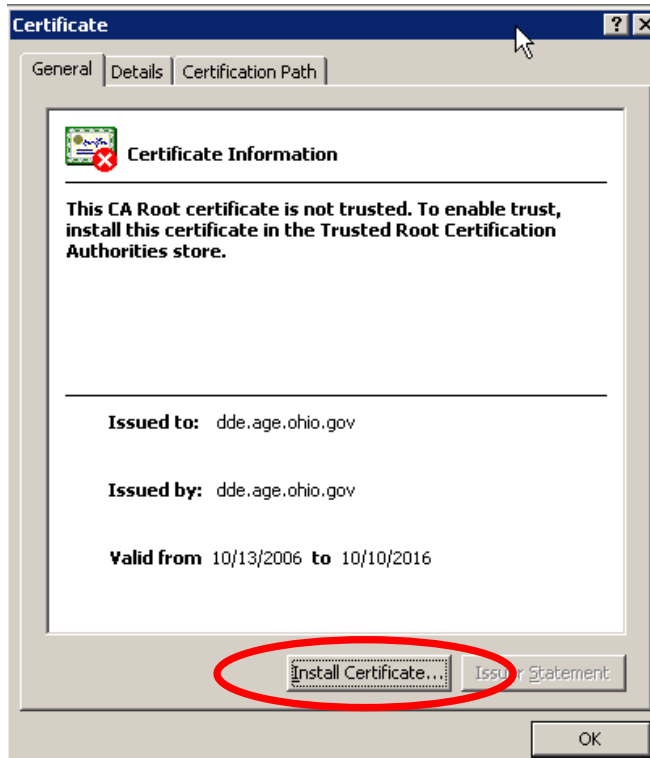 Certificate
General Details Certification Path
Certificate Information
This CA Root certificate is not trusted. To enable trust,
install this certificate in the Trusted Root Certification
Authorities store.
Issued to: dde.age.ohio.gov
Issued by: dde.age.ohio.gov
Valid from 10/13/2006 to 10/10/2016
Install Certificate... Issuer Statement
OK